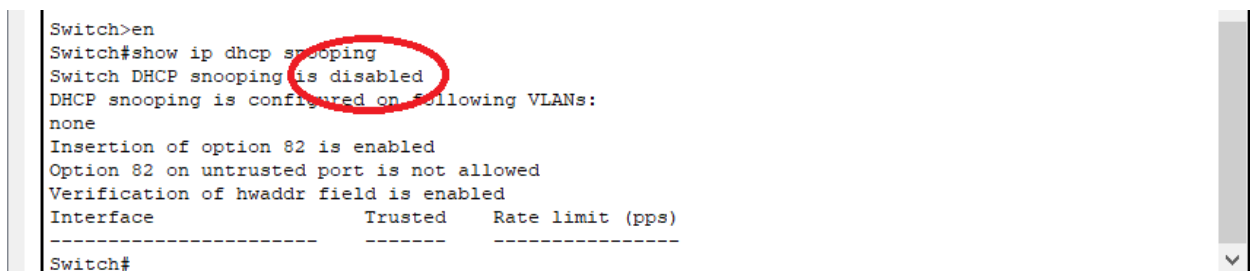 Switch>en
Switch#show ip dhcp snooping
Switch DHCP snooping is disabled
DHCP snooping is configured on following VLANs:
none
Insertion of option 82 is enabled
Option 82 on untrusted port is not allowed
Verification of hwaddr field is enabled
Interface Trusted Rate limit (pps)
----------------------- ------- ----------------
Switch#